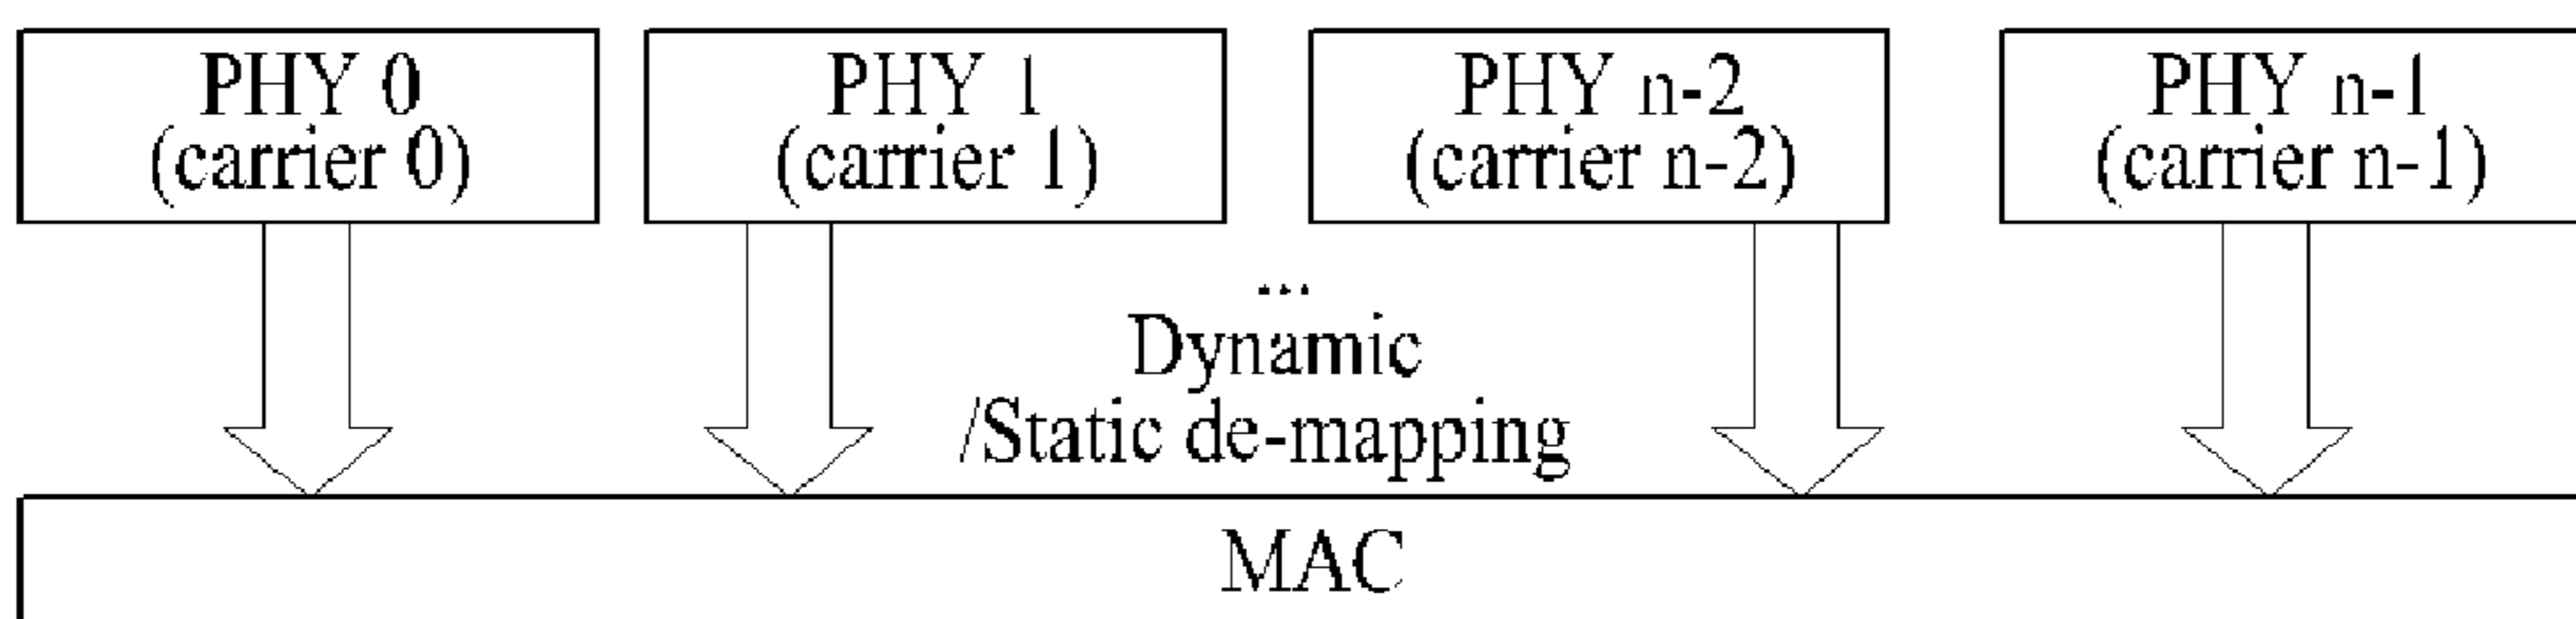 PHY 0
(carrier 0)
PHY 1
(carrier 1)
PHY n-2
(carrier n-2)
PHY n-1
(carrier n-1)
...
Dynamic
/Static de-mapping
MAC